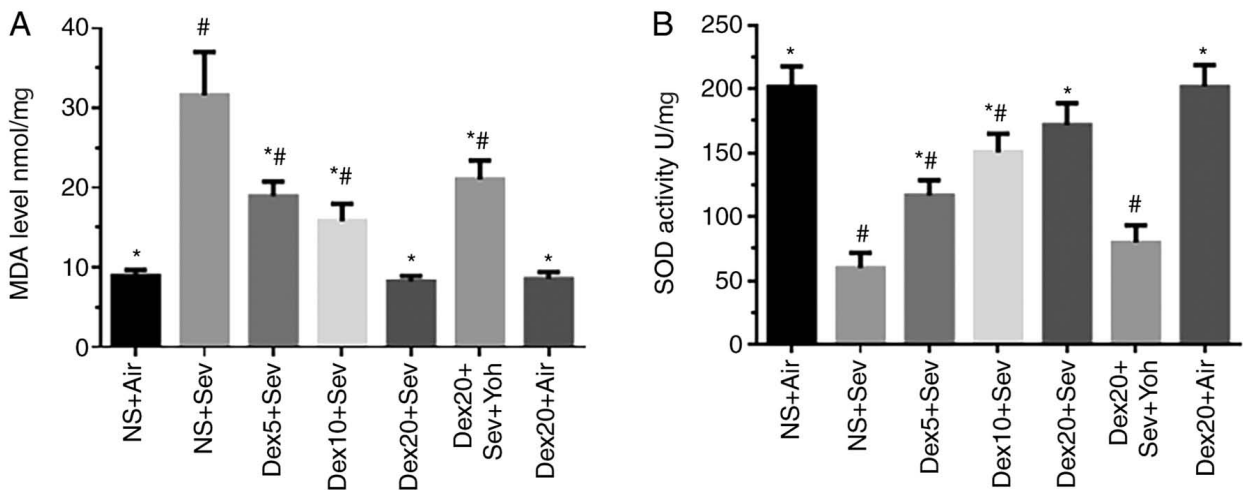 A
MDA level nmol/mg
40
30
20
10
0
*
#
*#
*#
*
*#
*
NS+Air
NS+Sev
Dex5+Sev
Dex10+Sev
Dex20+Sev
Dex20+
Sev+Yoh
Dex20+Air
B
SOD activity U/mg
250
200
150
100
50
0
*
#
*#
*#
*
#
*
NS+Air
NS+Sev
Dex5+Sev
Dex10+Sev
Dex20+Sev
Dex20+
Sev+Yoh
Dex20+Air